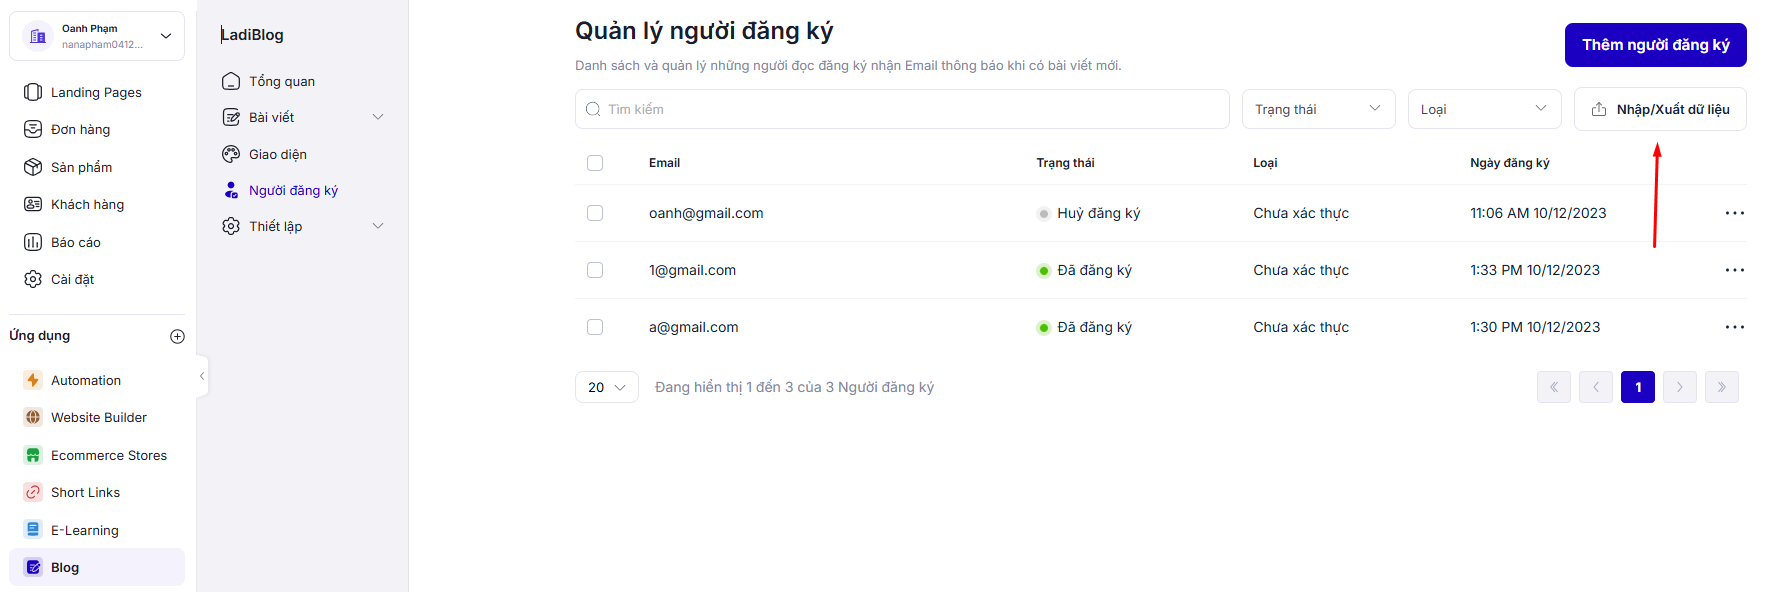 Oanh Phạm
nanapham0412...
Landing Pages
Đơn hàng
Sản phẩm
Khách hàng
Báo cáo
Cài đặt
Ứng dụng
Automation
Website Builder
Ecommerce Stores
Short Links
E-Learning
Blog
LadiBlog
Tổng quan
Bài viết
Giao diện
Người đăng ký
Thiết lập
Quản lý người đăng ký
Thêm người đăng ký
Danh sách và quản lý những người đọc đăng ký nhận Email thông báo khi có bài viết mới.
Tìm kiếm
Trạng thái
Loại
Nhập/Xuất dữ liệu
Email Trạng thái Loại Ngày đăng ký
oanh@gmail.com Huỷ đăng ký Chưa xác thực 11:06 AM 10/12/2023
1@gmail.com Đã đăng ký Chưa xác thực 1:33 PM 10/12/2023
a@gmail.com Đã đăng ký Chưa xác thực 1:30 PM 10/12/2023
20 Đang hiển thị 1 đến 3 của 3 Người đăng ký
1